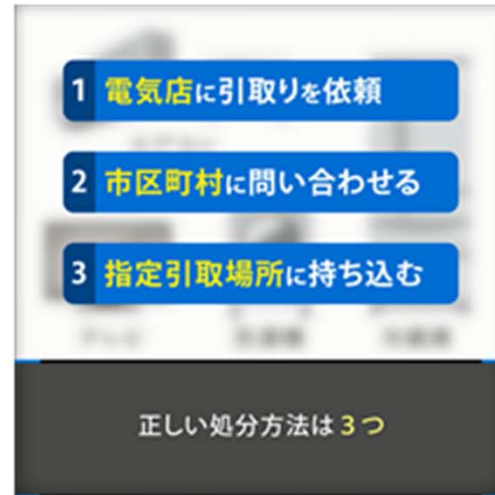 1 電気店に引取りを依頼
2 市区町村に問い合わせる
3 指定引取場所に持ち込む
正しい処分方法は３つ